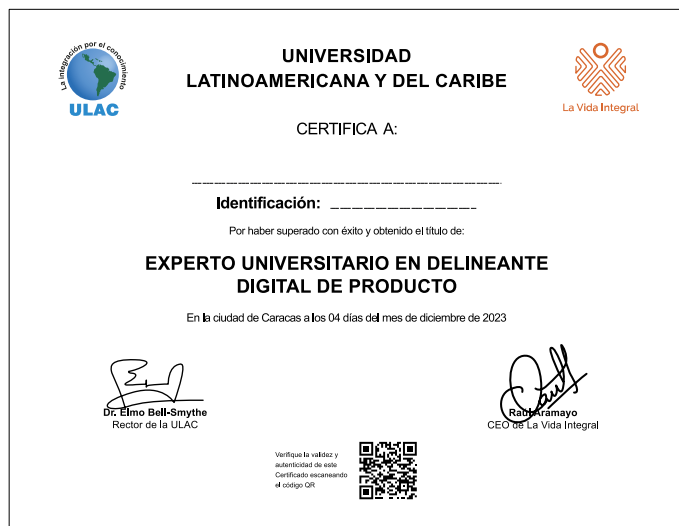 La integración por el conocimiento
ULAC
UNIVERSIDAD
LATINOAMERICANA Y DEL CARIBE
La Vida Integral
CERTIFICA A:
Identificación:
Por haber superado con éxito y obtenido el título de:
EXPERTO UNIVERSITARIO EN DELINEANTE
DIGITAL DE PRODUCTO
En la ciudad de Caracas a los 04 días del mes de diciembre de 2023
Dr. Elmo Bell-Smythe
Rector de la ULAC
Raúl Aramayo
CEO de La Vida Integral
Verifique la validez y
autenticidad de este
Certificado escaneando
el código QR